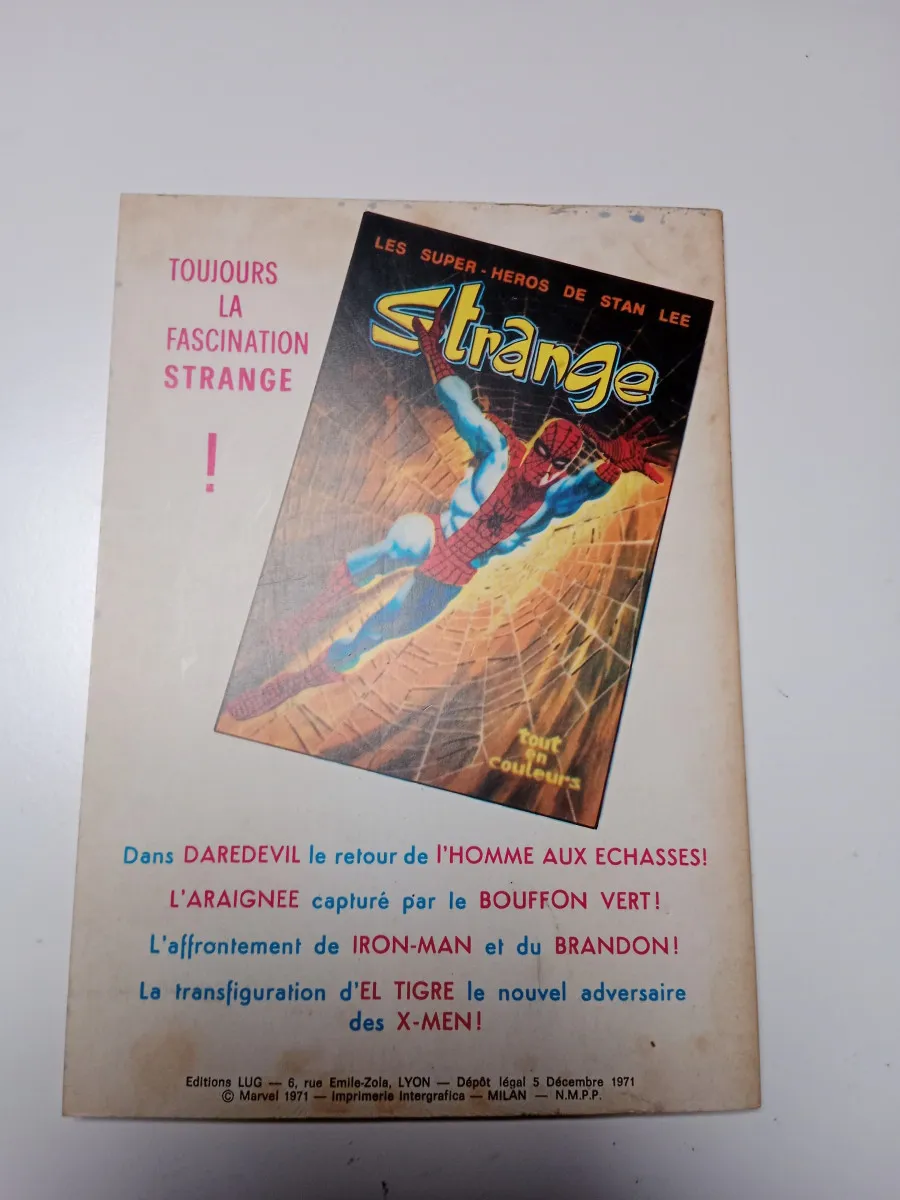 TOUJOURS
LA
FASCINATION
STRANGE
!
LES SUPER-HEROS DE STAN LEE
Strange
tout
en
couleurs
Dans DAREDEVIL le retour de l'HOMME AUX ECHASSES!
L'ARAIGNEE capturé par le BOUFFON VERT!
L'affrontement de IRON-MAN et du BRANDON!
La transfiguration d'EL TIGRE le nouvel adversaire
des X-MEN!
Editions LUG — 6, rue Emile-Zola, LYON — Dépôt légal 5 Décembre 1971
© Marvel 1971 — Imprimerie Intergrafica — MILAN — N.M.P.P.